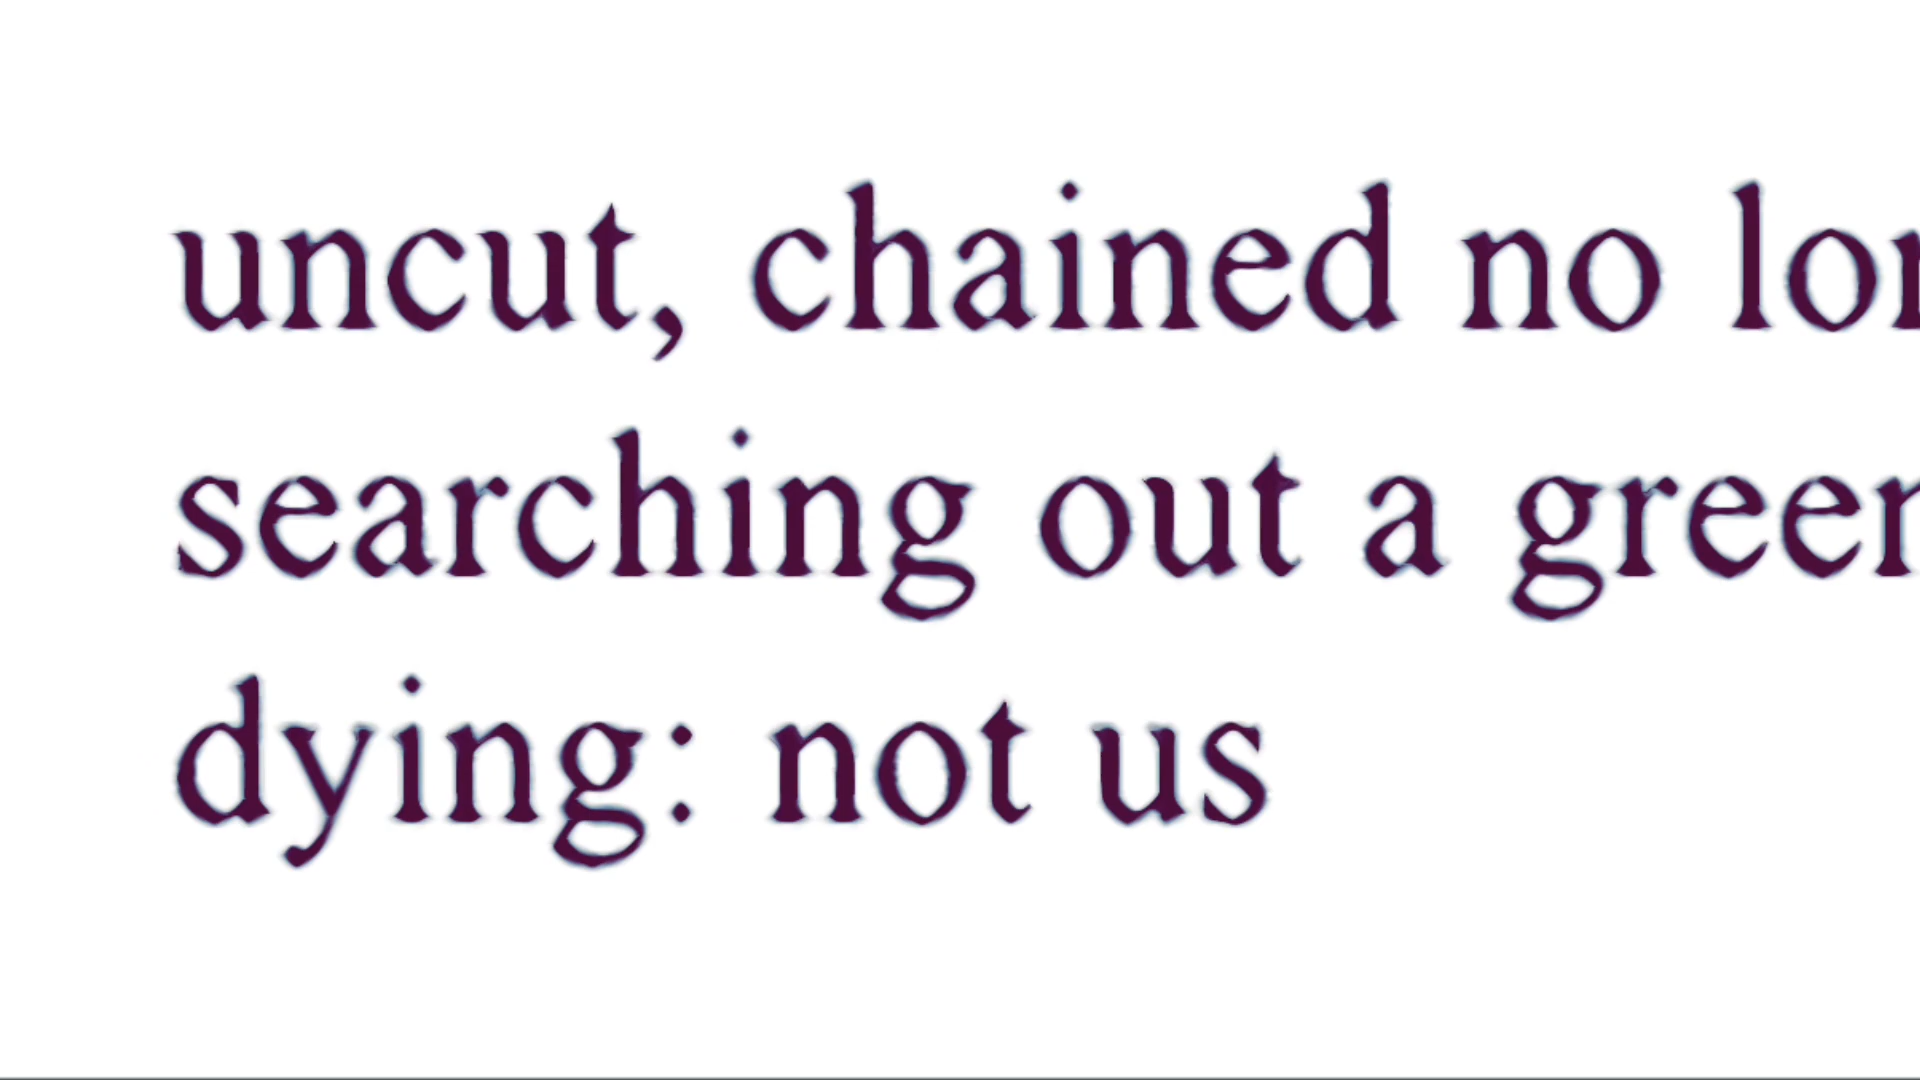 uncut, chained no
searching out a
dying: not us